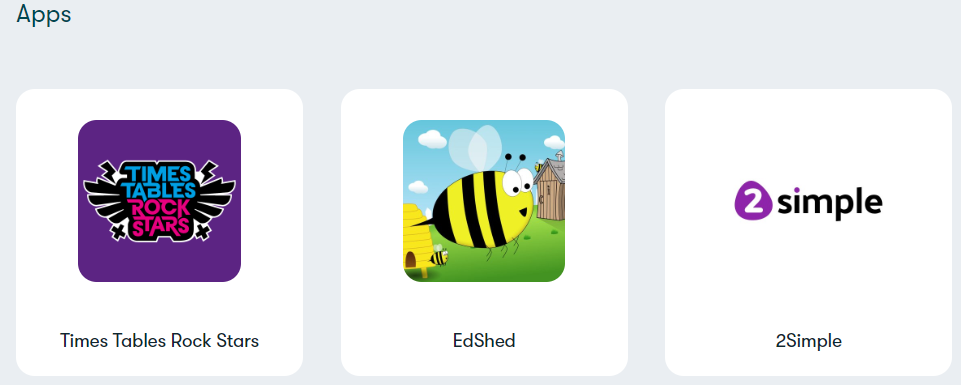 Apps
TIMES
TABLES
ROCK
STARS
2simple
Times Tables Rock Stars
EdShed
2Simple